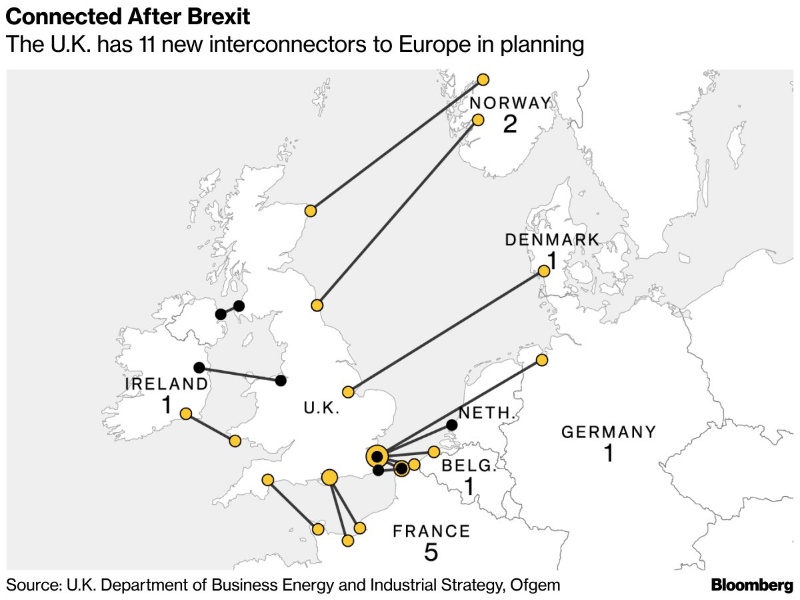 Connected After Brexit
The U.K. has 11 new interconnectors to Europe in planning
NORWAY
2
DENMARK
1
IRELAND
1
U.K.
NETH.
GERMANY
1
BELG.
1
FRANCE
5
Source: U.K. Department of Business Energy and Industrial Strategy, Ofgem
Bloomberg